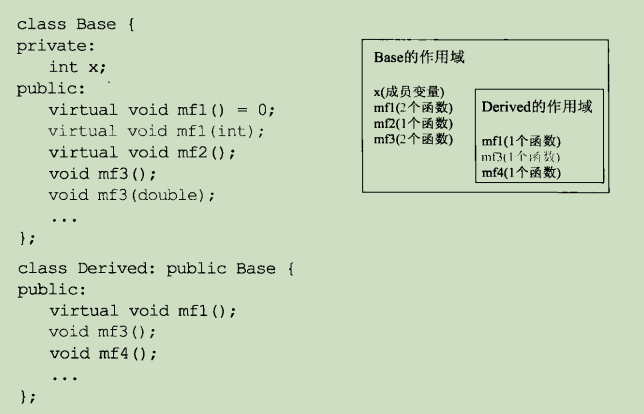 class Base {
private:
int x;
public:
virtual void mf1() = 0;
virtual void mf1(int);
virtual void mf2();
void mf3();
void mf3(double);
...
};
class Derived: public Base {
public:
virtual void mf1();
void mf3();
void mf4();
...
};
Base的作用域
x(成员变量)
mf1(2个函数)
mf2(1个函数)
mf3(2个函数)
Derived的作用域
mf1(1个函数)
mf3(1个函数)
mf4(1个函数)